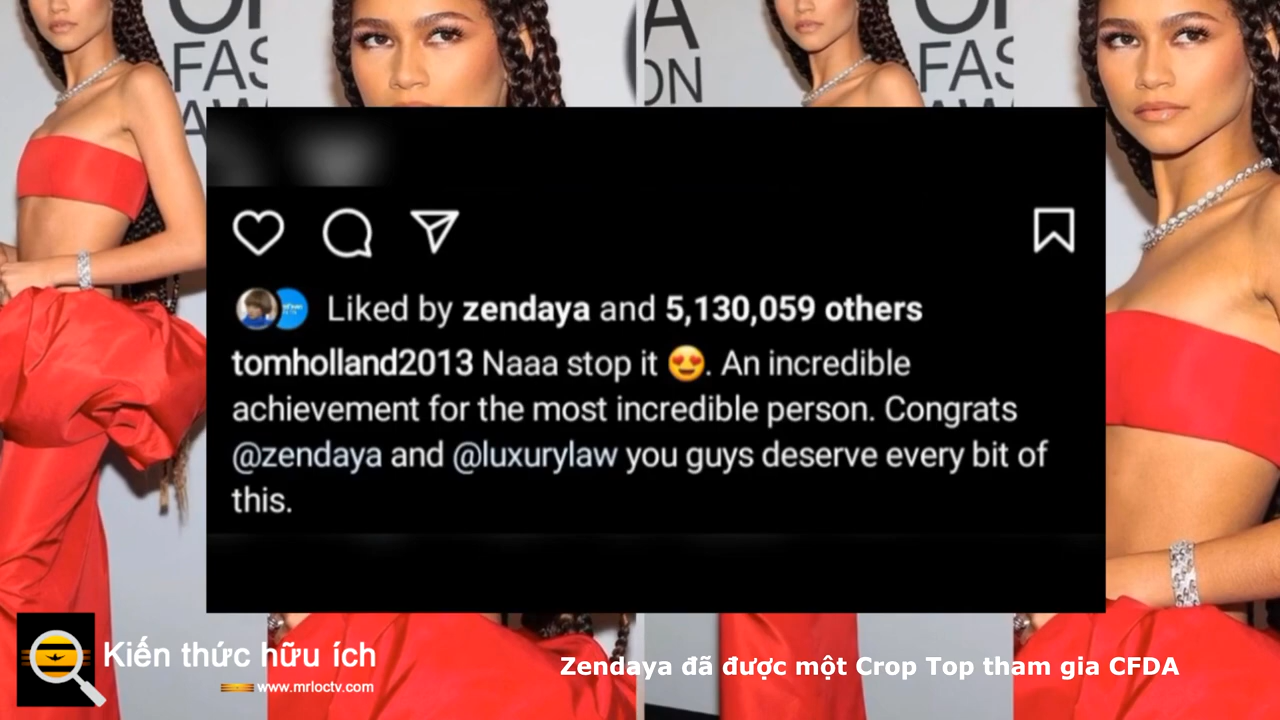 Liked by zendaya and 5,130,059 others
tomholland2013 Naaa stop it 😍. An incredible
achievement for the most incredible person. Congrats
@zendaya and @luxurylaw you guys deserve every bit of
this.
Kiến thức hữu ích
www.mrloctv.com
Zendaya đã được một Crop Top tham gia CFDA